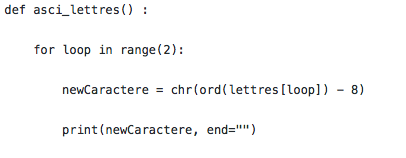 def asci_lettres() :
    for loop in range(2):
        newCaractere = chr(ord(lettres[loop]) - 8)
        print(newCaractere, end="")